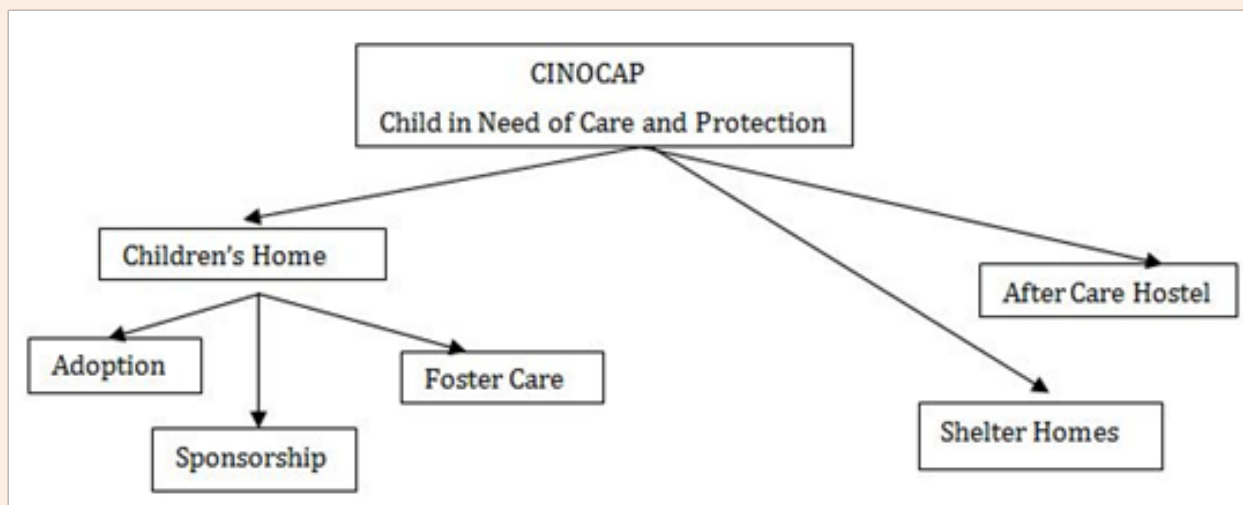 CINOCAP
Child in Need of Care and Protection
Children's Home
After Care Hostel
Adoption
Foster Care
Shelter Homes
Sponsorship